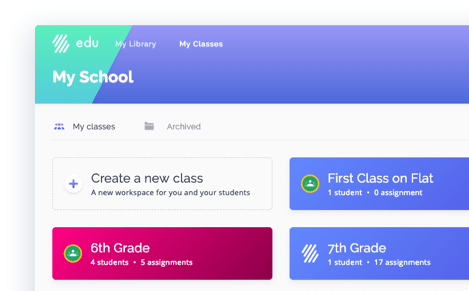 edu My Library My Classes
My School
My classes Archived
Create a new class
A new workspace for you and your students
First Class on Flat
1 student • 0 assignment
6th Grade
4 students • 5 assignments
7th Grade
1 student • 17 assignments